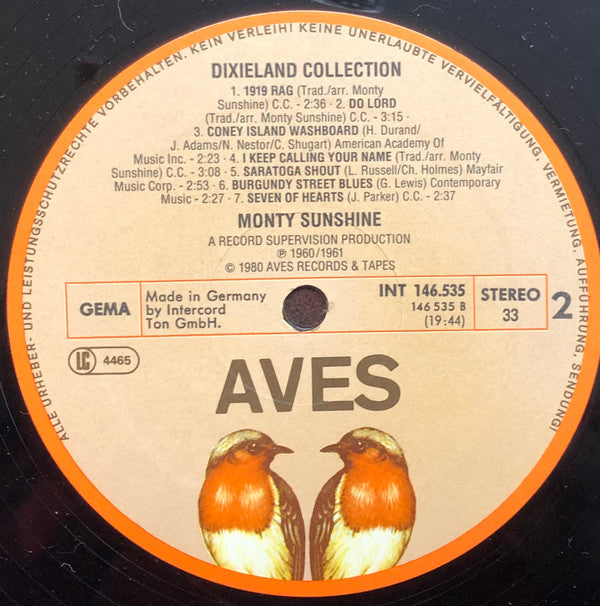 ALLE URHEBER- UND LEISTUNGSSCHUTZRECHTE VORBEHALTEN. KEIN VERLEIH! KEINE UNERLAUBTE VERVIELFÄLTIGUNG, VERMIETUNG, AUFFÜHRUNG, SENDUNG!
DIXIELAND COLLECTION
1. 1919 RAG (Trad./arr. Monty
Sunshine) C.C. - 2:36 · 2. DO LORD
(Trad./arr. Monty Sunshine) C.C. - 3:15 ·
3. CONEY ISLAND WASHBOARD (H. Durand/
J. Adams/N. Nestor/C. Shugart) American Academy Of
Music Inc. - 2:23 · 4. I KEEP CALLING YOUR NAME (Trad./arr. Monty
Sunshine) C.C. - 3:08 · 5. SARATOGA SHOUT (L. Russell/Ch. Holmes) Mayfair
Music Corp. - 2:53 · 6. BURGUNDY STREET BLUES (G. Lewis) Contemporary
Music - 2:27 · 7. SEVEN OF HEARTS (J. Parker) C.C. - 2:37
MONTY SUNSHINE
A RECORD SUPERVISION PRODUCTION
℗ 1960/1961
© 1980 AVES RECORDS & TAPES
GEMA
Made in Germany
by Intercord
Ton GmbH.
INT 146.535
146 535 B
(19:44)
STEREO
33
2
LC 4465
AVES